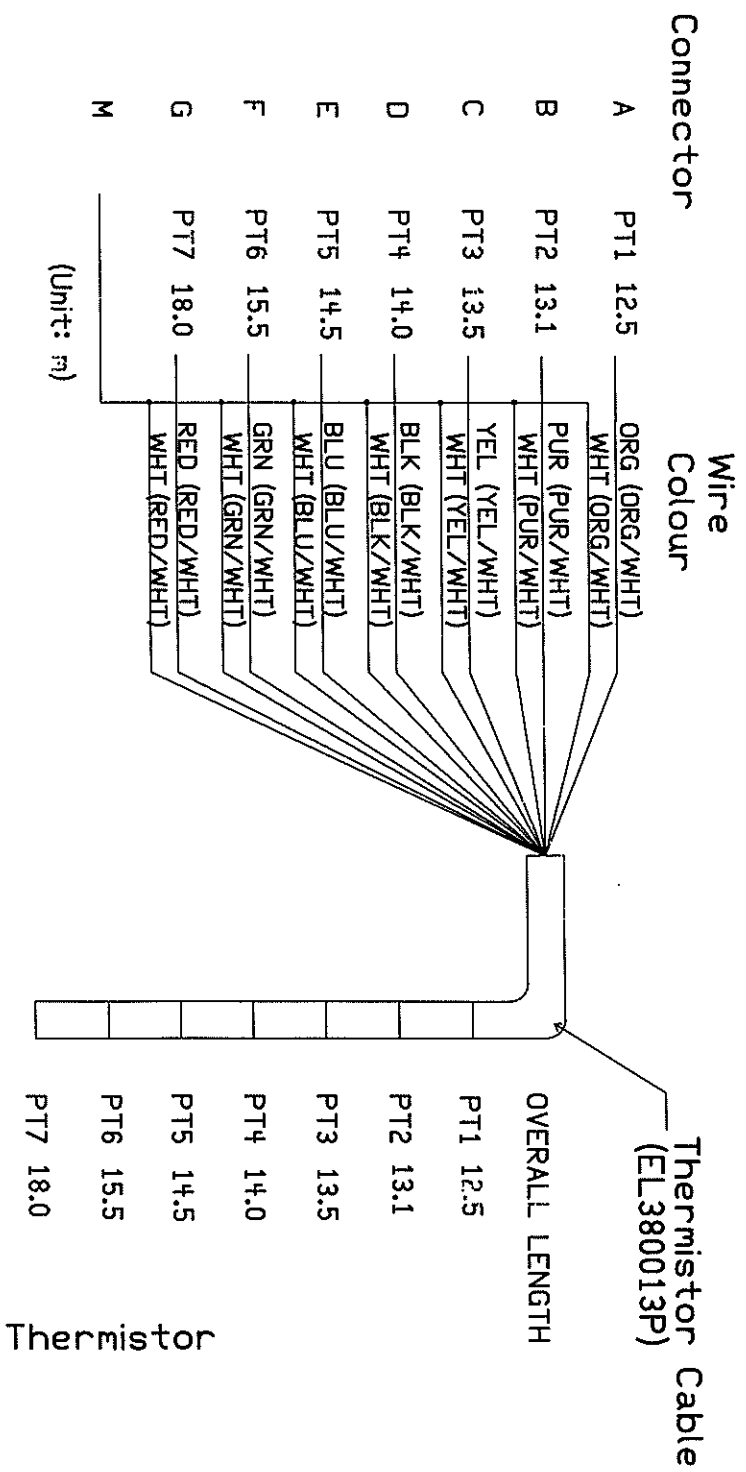 Connector
Wire
Colour
A PT1 12.5 ORG (ORG/WHT)
WHT (ORG/WHT)
B PT2 13.1 PUR (PUR/WHT)
WHT (PUR/WHT)
C PT3 13.5 YEL (YEL/WHT)
WHT (YEL/WHT)
D PT4 14.0 BLK (BLK/WHT)
WHT (BLK/WHT)
E PT5 14.5 BLU (BLU/WHT)
WHT (BLU/WHT)
F PT6 15.5 GRN (GRN/WHT)
WHT (GRN/WHT)
G PT7 18.0 RED (RED/WHT)
WHT (RED/WHT)
M
(Unit: m)
Thermistor Cable
(EL380013P)
OVERALL LENGTH
PT1 12.5
PT2 13.1
PT3 13.5
PT4 14.0
PT5 14.5
PT6 15.5
PT7 18.0
Thermistor